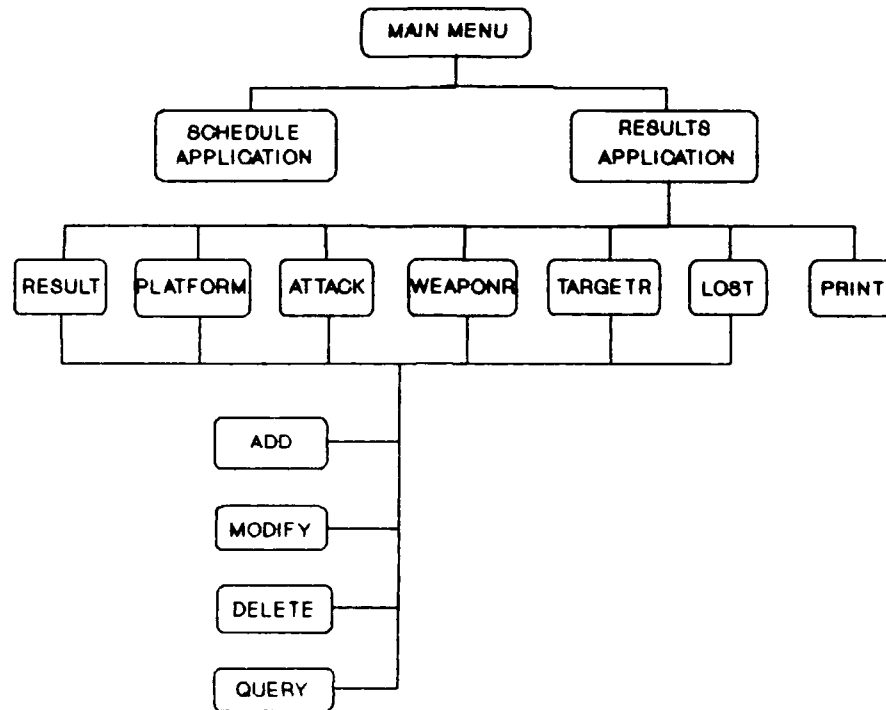 MAIN MENU
SCHEDULE
APPLICATION
RESULTS
APPLICATION
RESULT
PLATFORM
ATTACK
WEAPONR
TARGETR
LOST
PRINT
ADD
MODIFY
DELETE
QUERY